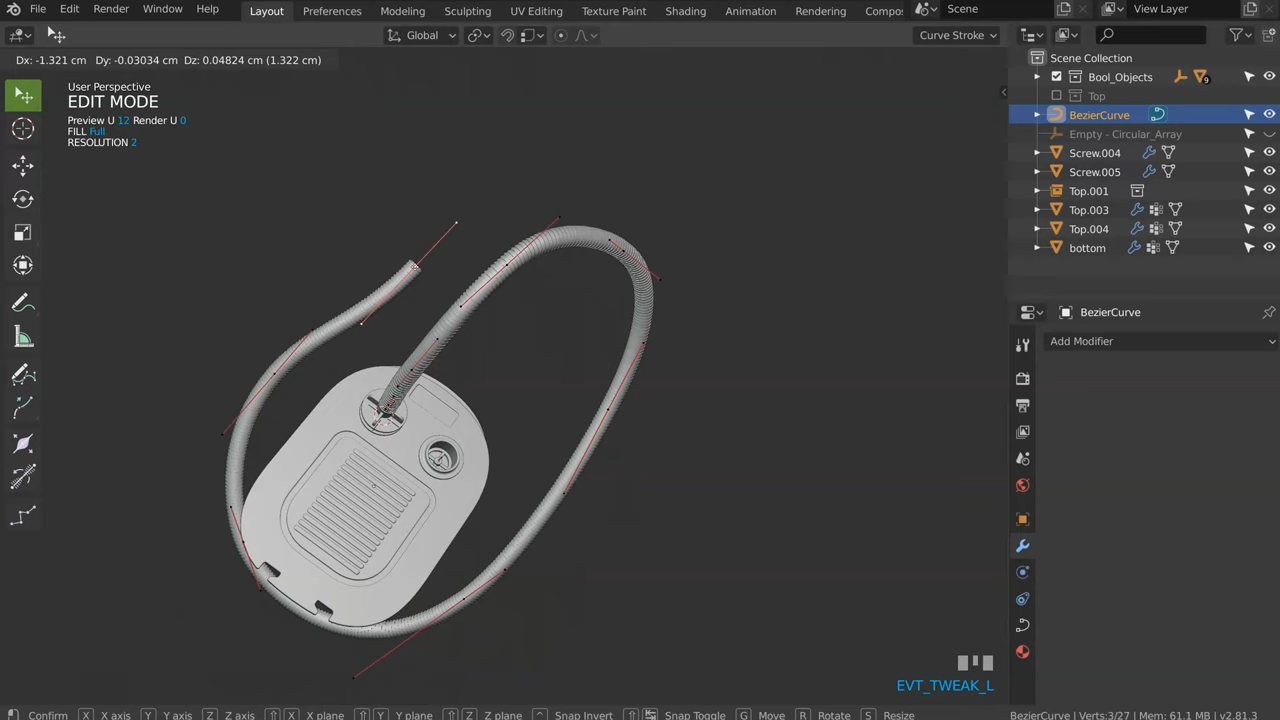 File Edit Render Window Help Layout Preferences Modeling Sculpting UV Editing Texture Paint Shading Animation Rendering Compos Scene View Layer
Global Curve Stroke
Dx: -1.321 cm Dy: -0.03034 cm Dz: 0.04824 cm (1.322 cm)
Scene Collection
User Perspective
EDIT MODE
Preview U 12 Render U 0
FILL Full
RESOLUTION 2
Bool_Objects 9
Top
BezierCurve
Empty - Circular_Array
Screw.004
Screw.005
Top.001
Top.003
Top.004
bottom
BezierCurve
Add Modifier
EVT_TWEAK_L
Confirm X X axis Y Y axis Z Z axis X X plane Y Y plane Z Z plane ^ Snap Invert Snap Toggle G Move R Rotate S Resize BezierCurve | Verts:3/27 | Mem: 61.1 MB | v2.81.3